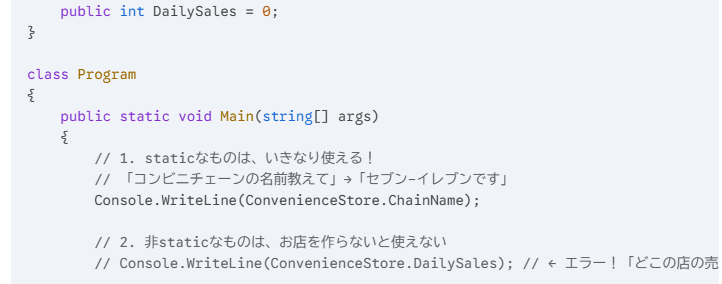 public int DailySales = 0;
}
class Program
{
public static void Main(string[] args)
{
// 1. staticなものは、いきなり使える！
// 「コンビニチェーンの名前教えて」→「セブン-イレブンです」
Console.WriteLine(ConvenienceStore.ChainName);
// 2. 非staticなものは、お店を作らないと使えない
// Console.WriteLine(ConvenienceStore.DailySales); // ← エラー！「どこの店の売